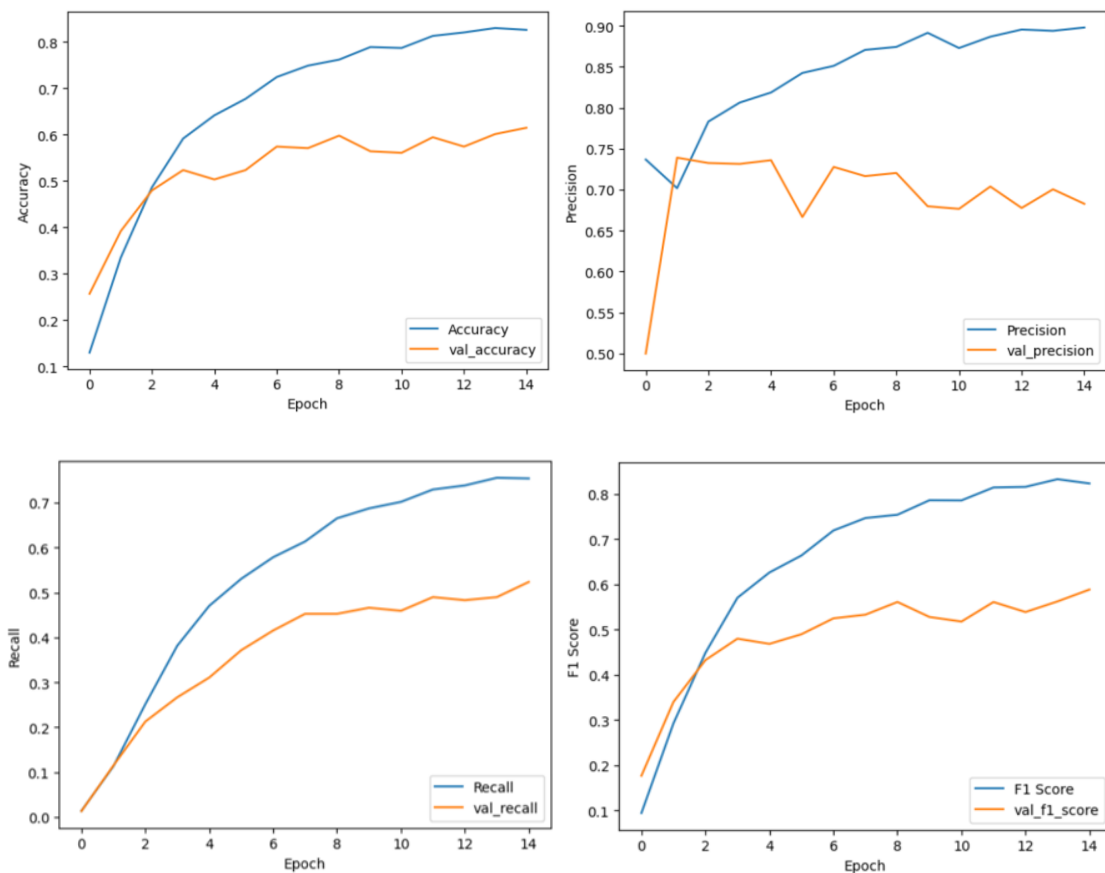 Accuracy
0.8
0.7
0.6
0.5
0.4
0.3
0.2
0.1
0 2 4 6 8 10 12 14
Epoch
Accuracy
val_accuracy
Precision
0.90
0.85
0.80
0.75
0.70
0.65
0.60
0.55
0.50
0 2 4 6 8 10 12 14
Epoch
Precision
val_precision
Recall
0.7
0.6
0.5
0.4
0.3
0.2
0.1
0.0
0 2 4 6 8 10 12 14
Epoch
Recall
val_recall
F1 Score
0.8
0.7
0.6
0.5
0.4
0.3
0.2
0.1
0 2 4 6 8 10 12 14
Epoch
F1 Score
val_f1_score